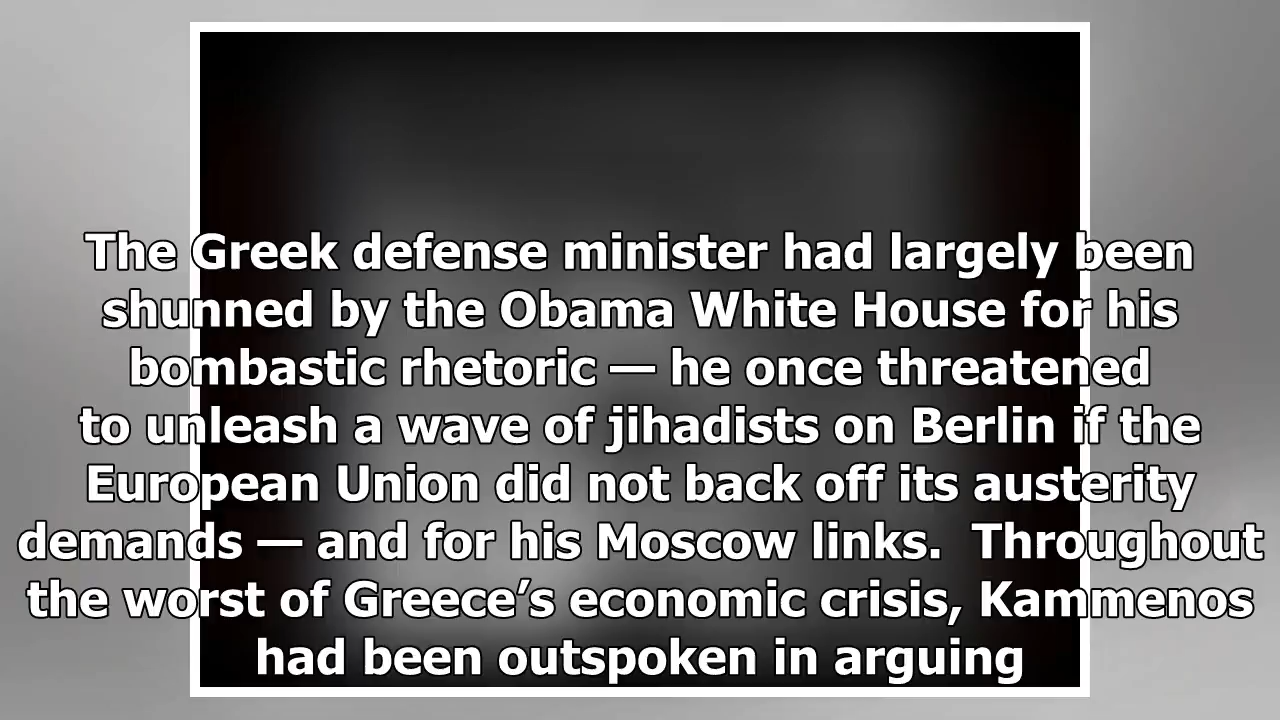 The Greek defense minister had largely been
shunned by the Obama White House for his
bombastic rhetoric — he once threatened
to unleash a wave of jihadists on Berlin if the
European Union did not back off its austerity
demands — and for his Moscow links.  Throughout
the worst of Greece’s economic crisis, Kammenos
had been outspoken in arguing